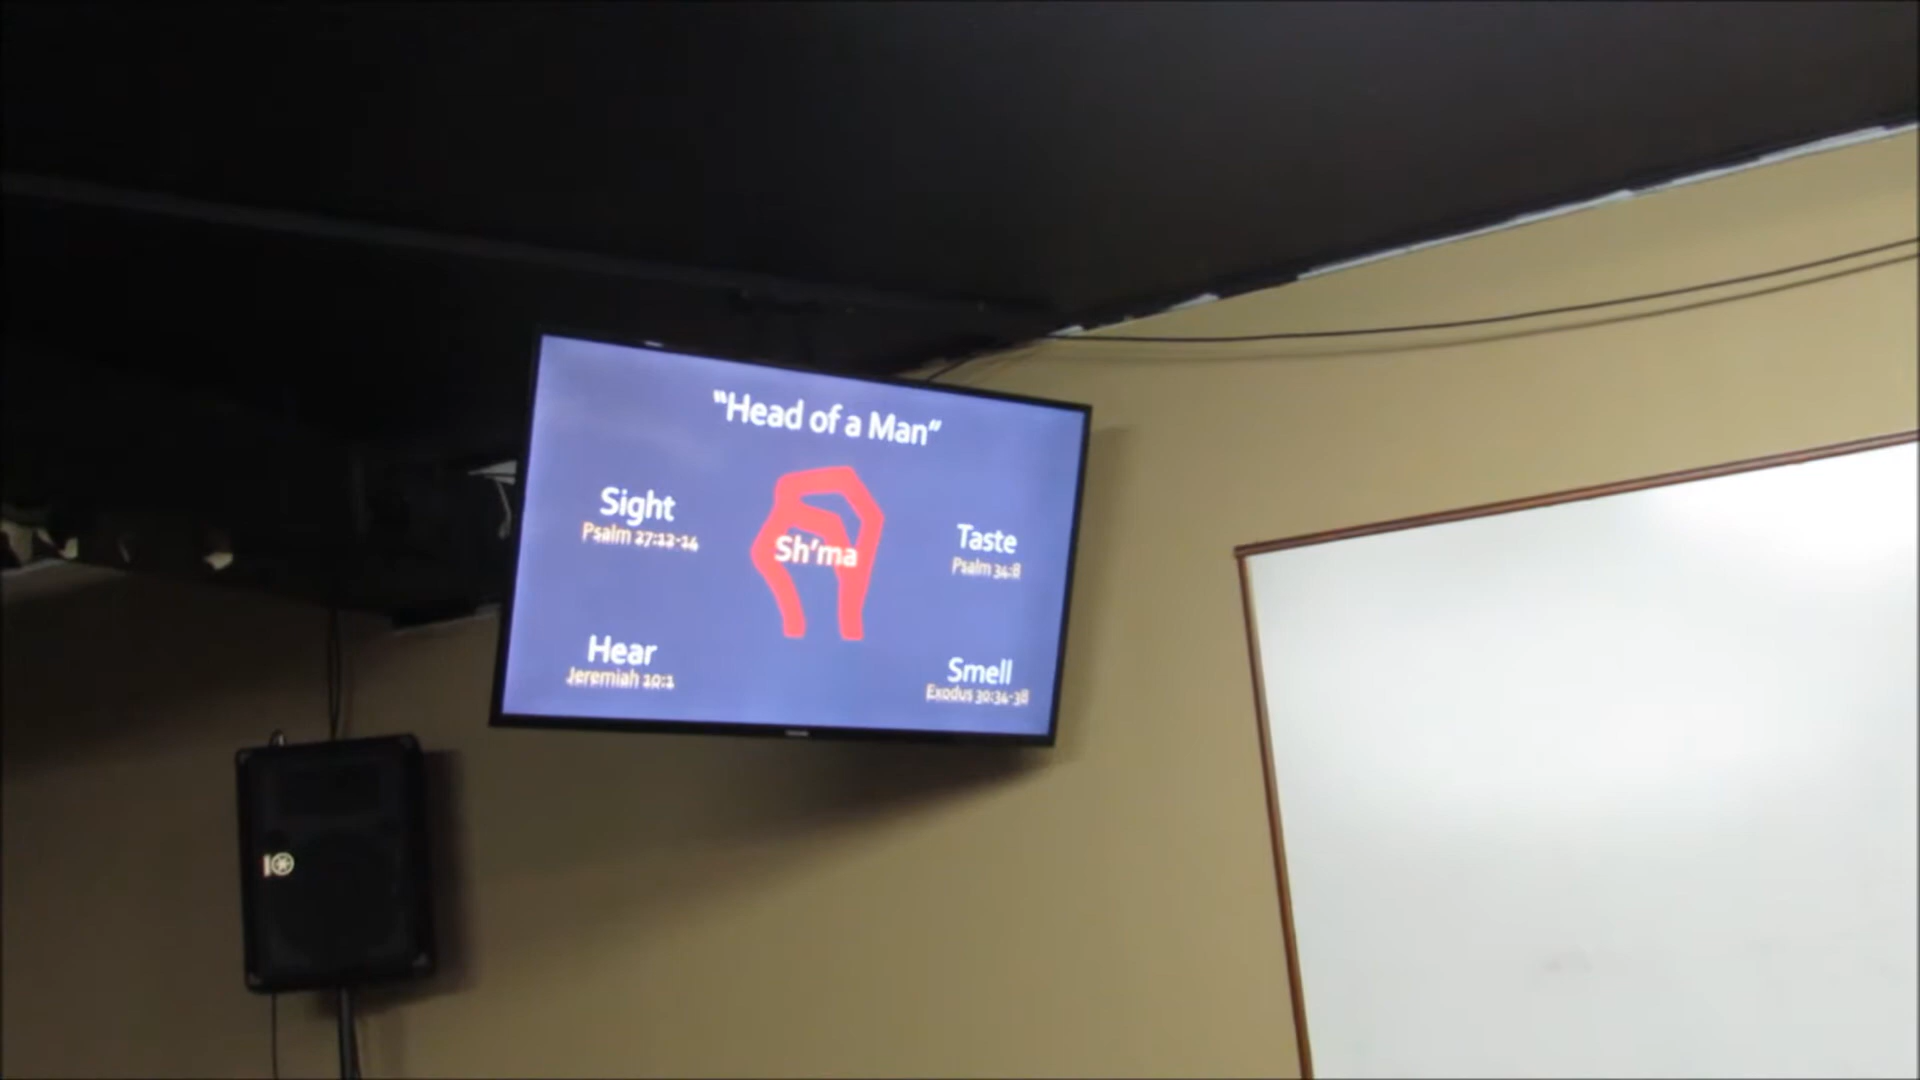 "Head of a Man"
Sight
Psalm 27:12-14
Sh'ma
Taste
Psalm 34:8
Hear
Jeremiah 10:1
Smell
Exodus 30:34-38